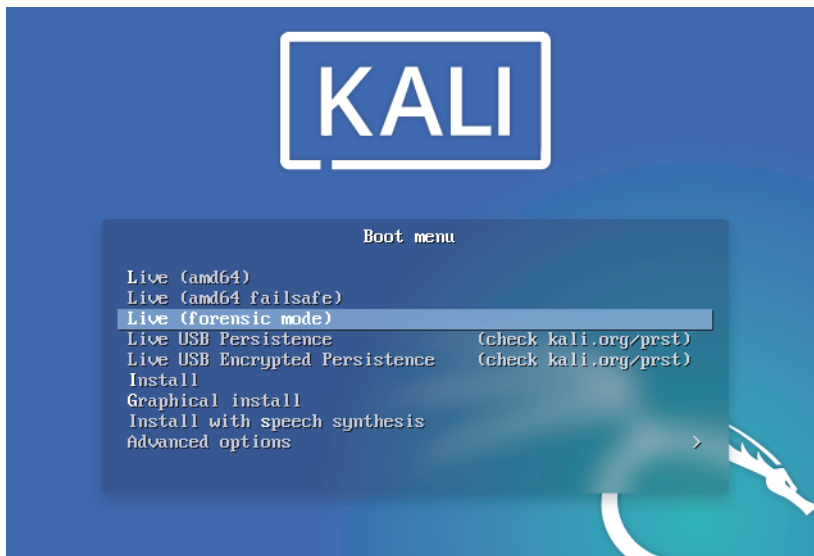 KALI
Boot menu
Live (amd64)
Live (amd64 failsafe)
Live (forensic mode)
Live USB Persistence (check kali.org/prst)
Live USB Encrypted Persistence (check kali.org/prst)
Install
Graphical install
Install with speech synthesis
Advanced options >